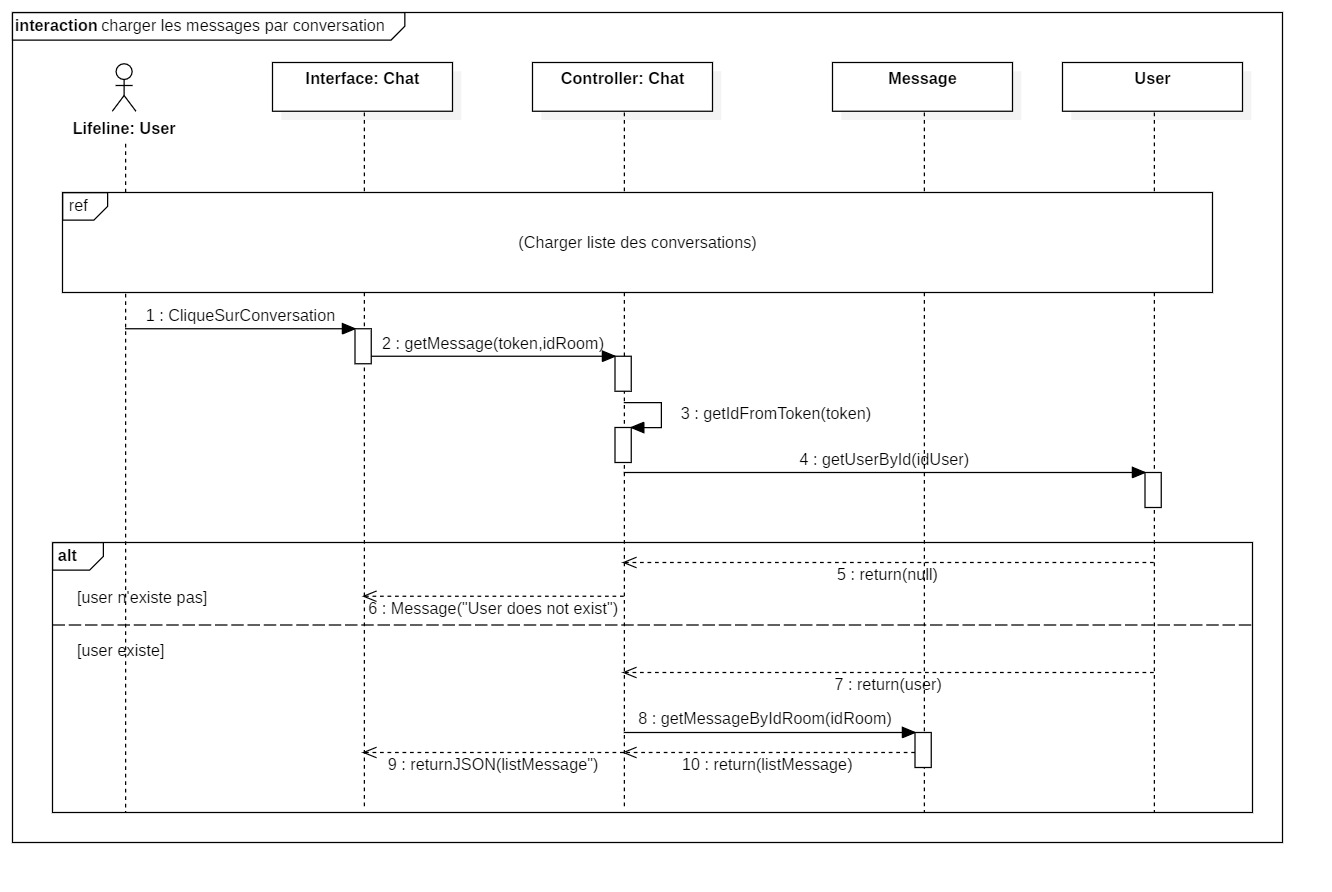 interaction charger les messages par conversation
Lifeline: User
Interface: Chat
Controller: Chat
Message
User
ref
(Charger liste des conversations)
1 : CliqueSurConversation
2 : getMessage(token,idRoom)
3 : getIdFromToken(token)
4 : getUserById(idUser)
alt
5 : return(null)
[user n'existe pas]
6 : Message("User does not exist")
[user existe]
7 : return(user)
8 : getMessageByIdRoom(idRoom)
9 : returnJSON(listMessage")
10 : return(listMessage)